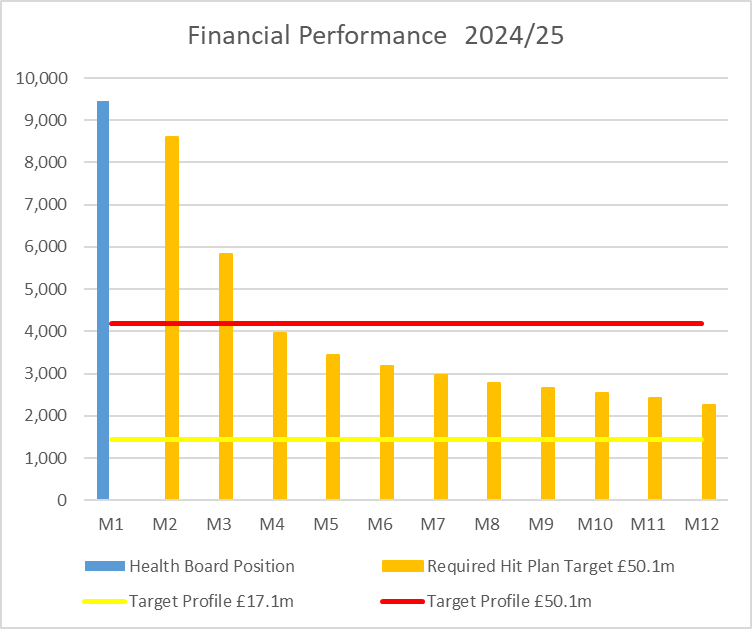 Financial Performance  2024/25
10,000
9,000
8,000
7,000
6,000
5,000
4,000
3,000
2,000
1,000
0
M1 M2 M3 M4 M5 M6 M7 M8 M9 M10 M11 M12
Health Board Position Required Hit Plan Target £50.1m
Target Profile £17.1m Target Profile £50.1m